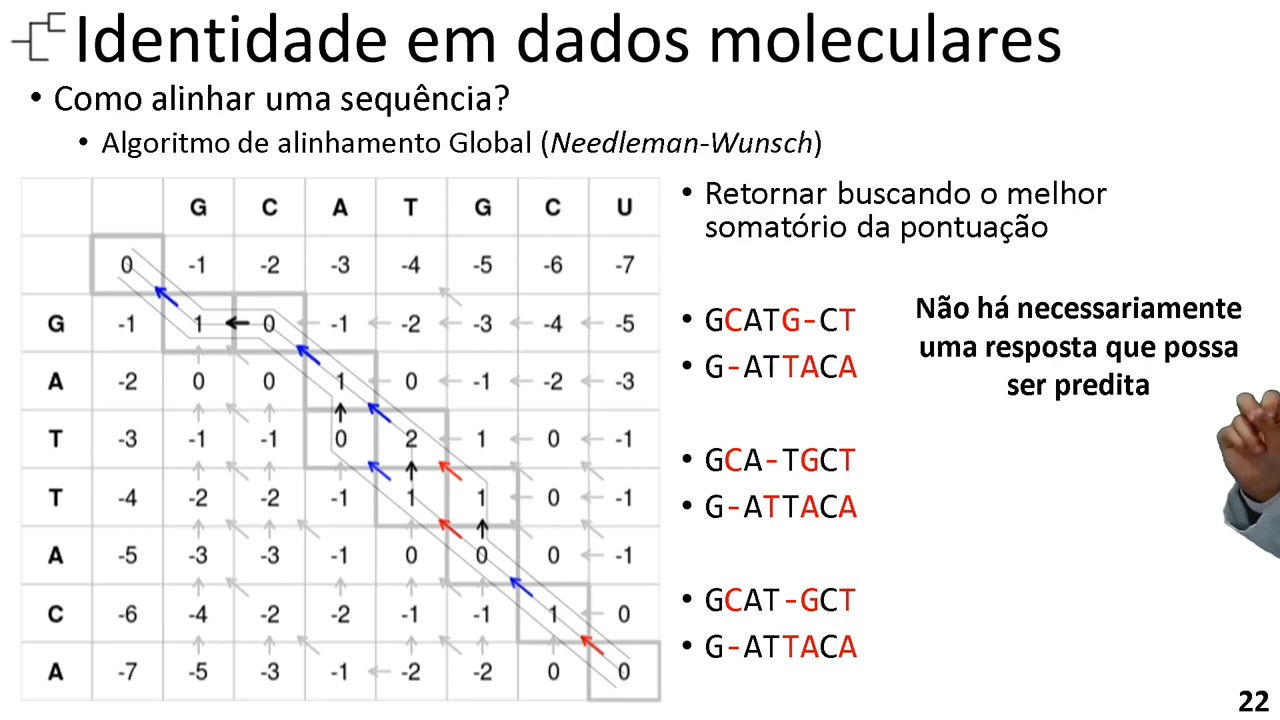 Identidade em dados moleculares
• Como alinhar uma sequência?
• Algoritmo de alinhamento Global (Needleman-Wunsch)
G C A T G C U
0 -1 -2 -3 -4 -5 -6 -7
G -1 1 0 -1 -2 -3 -4 -5
A -2 0 0 1 0 -1 -2 -3
T -3 -1 -1 0 2 1 0 -1
T -4 -2 -2 -1 1 1 0 -1
A -5 -3 -3 -1 0 0 0 -1
C -6 -4 -2 -2 -1 -1 1 0
A -7 -5 -3 -1 -2 -2 0 0
• Retornar buscando o melhor
somatório da pontuação
• GCATG-CT
• G-ATTACA
• GCA-TGCT
• G-ATTACA
• GCAT-GCT
• G-ATTACA
Não há necessariamente
uma resposta que possa
ser predita
22